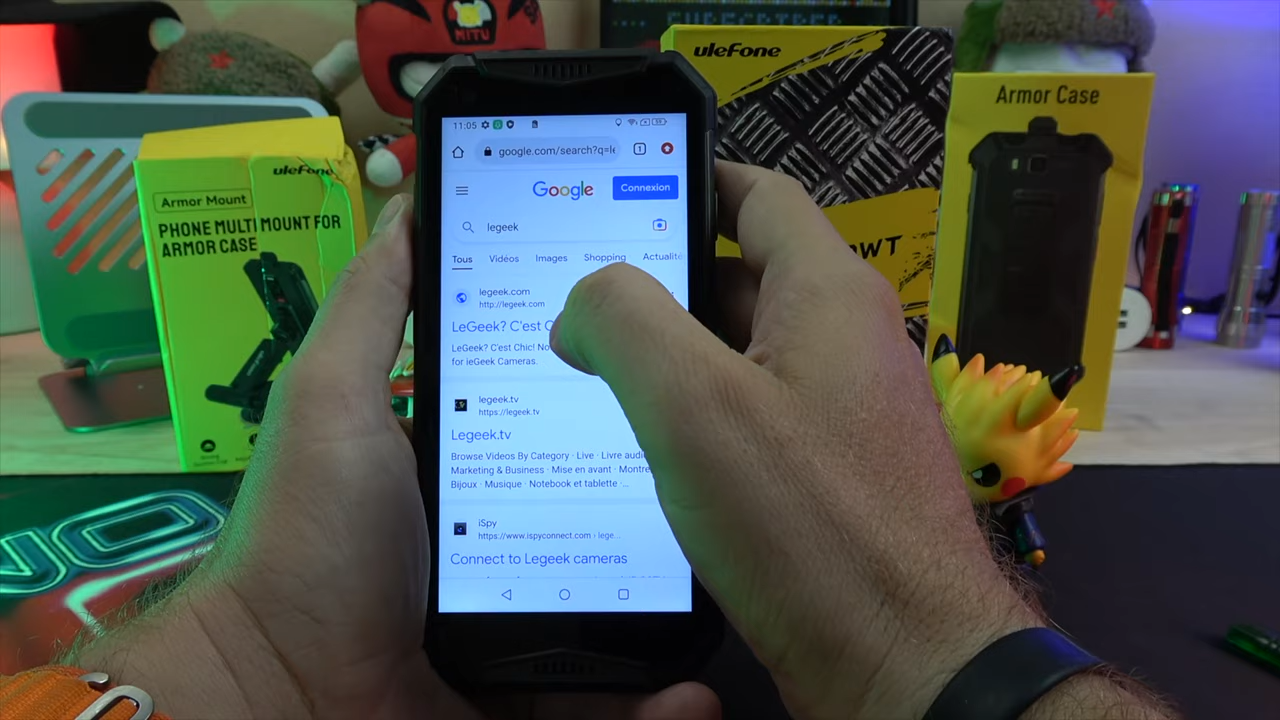 MITU
uleFone
Armor Case
uleFone
Armor Mount
PHONE MULTI MOUNT FOR
ARMOR CASE
11:05
google.com/search?q=le
1
Google
Connexion
legeek
Tous Vidéos Images Shopping Actualité
legeek.com
http://legeek.com
LeGeek? C'est C
LeGeek? C'est Chic! No
for ieGeek Cameras.
legeek.tv
https://legeek.tv
Legeek.tv
Browse Videos By Category · Live · Livre audi
Marketing & Business · Mise en avant · Montre
Bijoux · Musique · Notebook et tablette ·...
iSpy
https://www.ispyconnect.com › lege...
Connect to Legeek cameras
WT